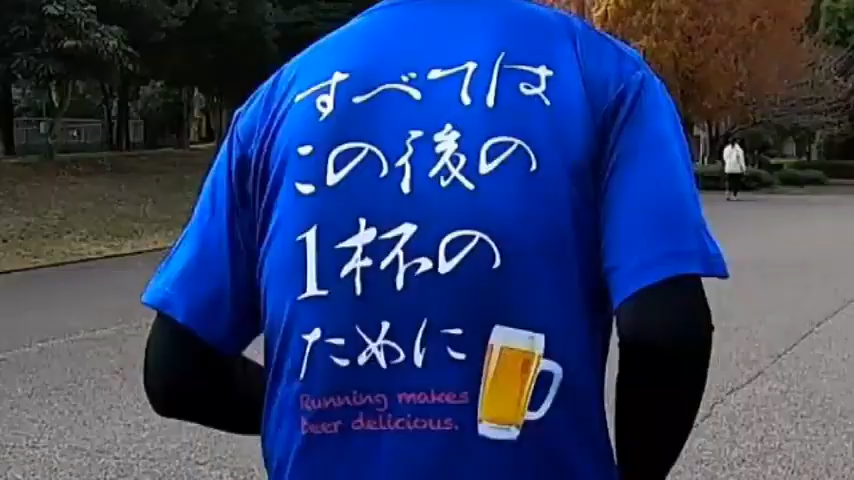 すべては
この後の
1杯の
ために
Running makes
Beer delicious.